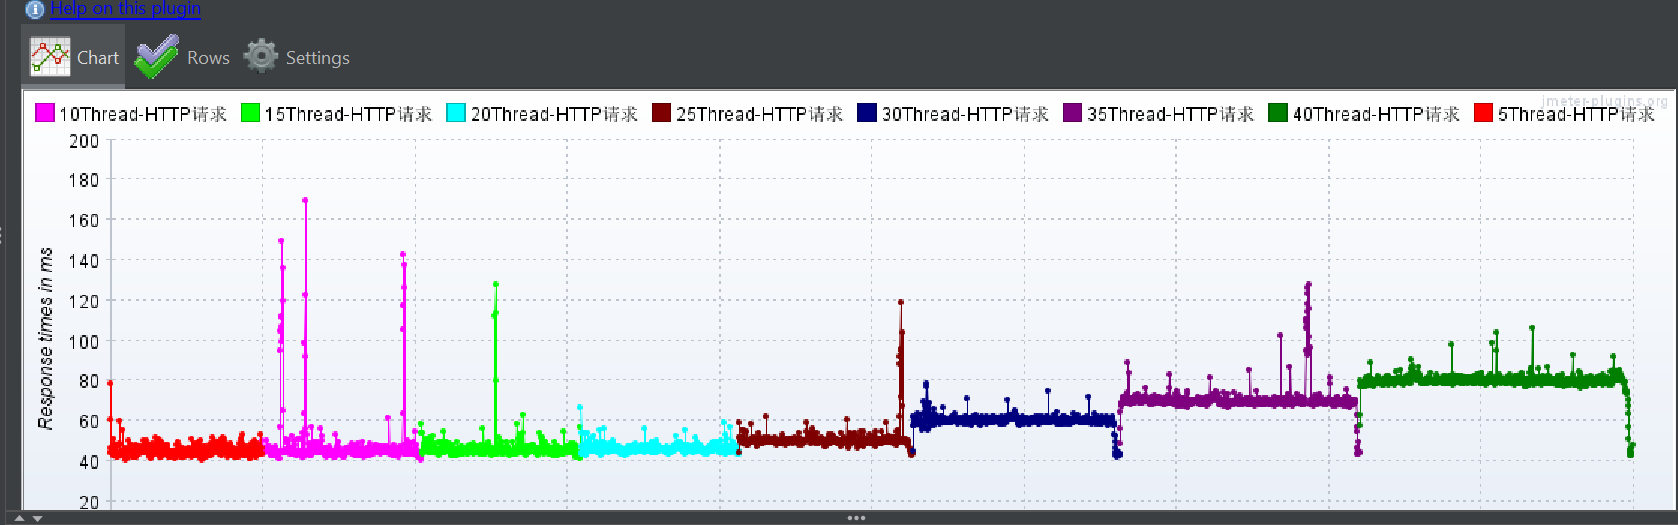 Help on this plugin
Chart Rows Settings
jmeter-plugins.org
10Thread-HTTP请求 15Thread-HTTP请求 20Thread-HTTP请求 25Thread-HTTP请求 30Thread-HTTP请求 35Thread-HTTP请求 40Thread-HTTP请求 5Thread-HTTP请求
Response times in ms
200
180
160
140
120
100
80
60
40
20